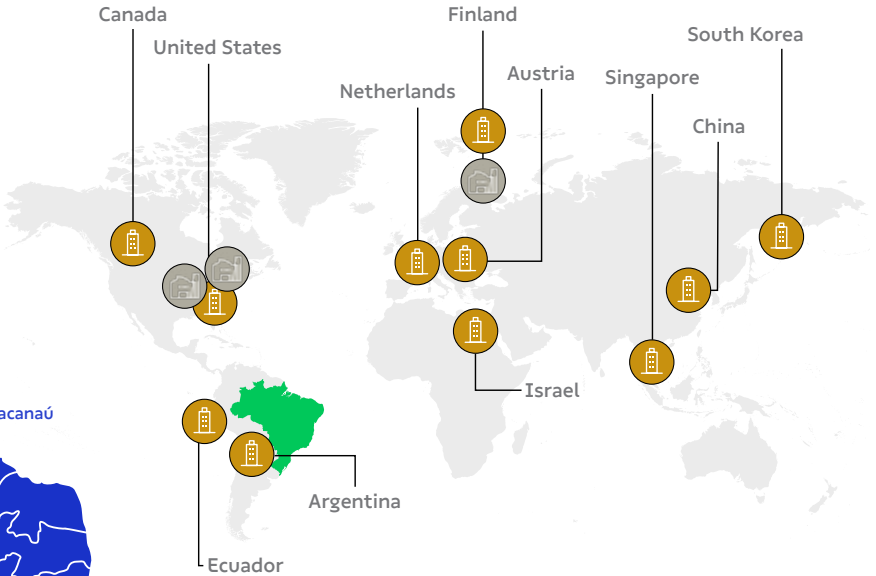 Canada
Finland
South Korea
United States
Austria
Singapore
Netherlands
China
Israel
acanaú
Argentina
Ecuador